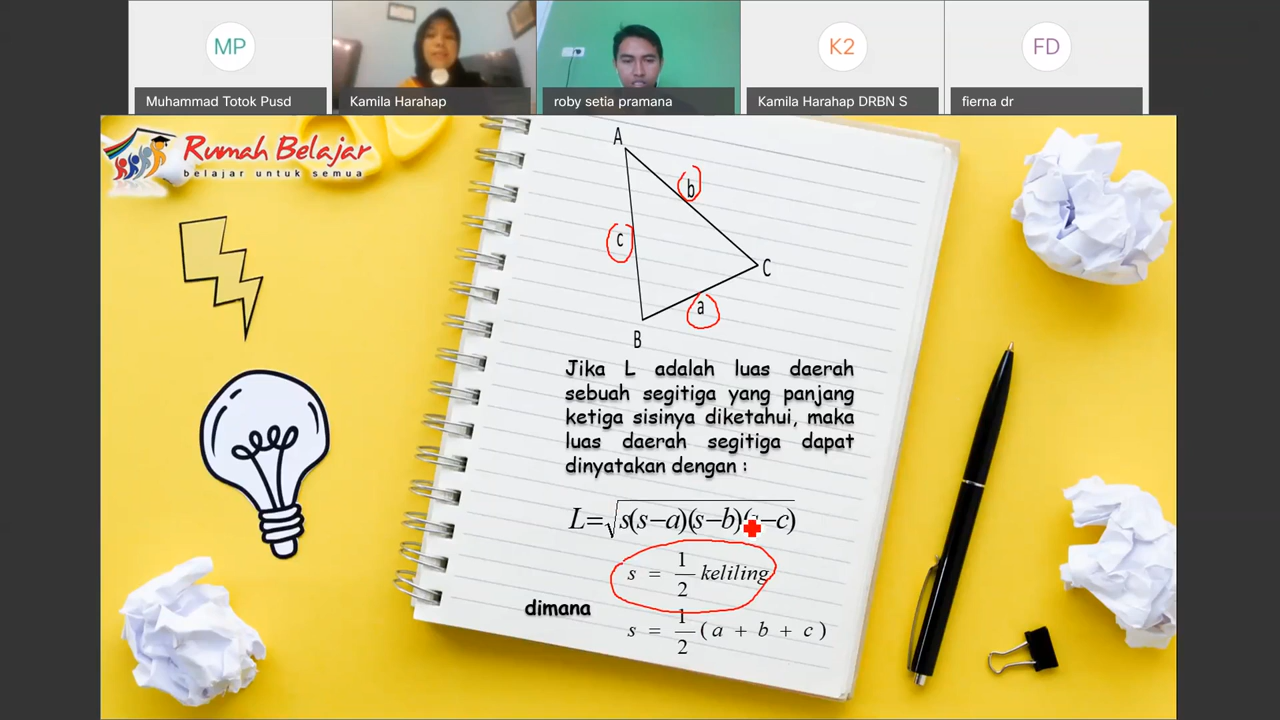 MP
K2
FD
Muhammad Totok Pusd
Kamila Harahap
roby setia pramana
Kamila Harahap DRBN S
fierna dr
Rumah Belajar
belajar untuk semua
A
b
c
C
a
B
Jika L adalah luas daerah
sebuah segitiga yang panjang
ketiga sisinya diketahui, maka
luas daerah segitiga dapat
dinyatakan dengan :
L=√s(s−a)(s−b)(s−c)
s = 1/2 keliling
dimana
s = 1/2 ( a + b + c )